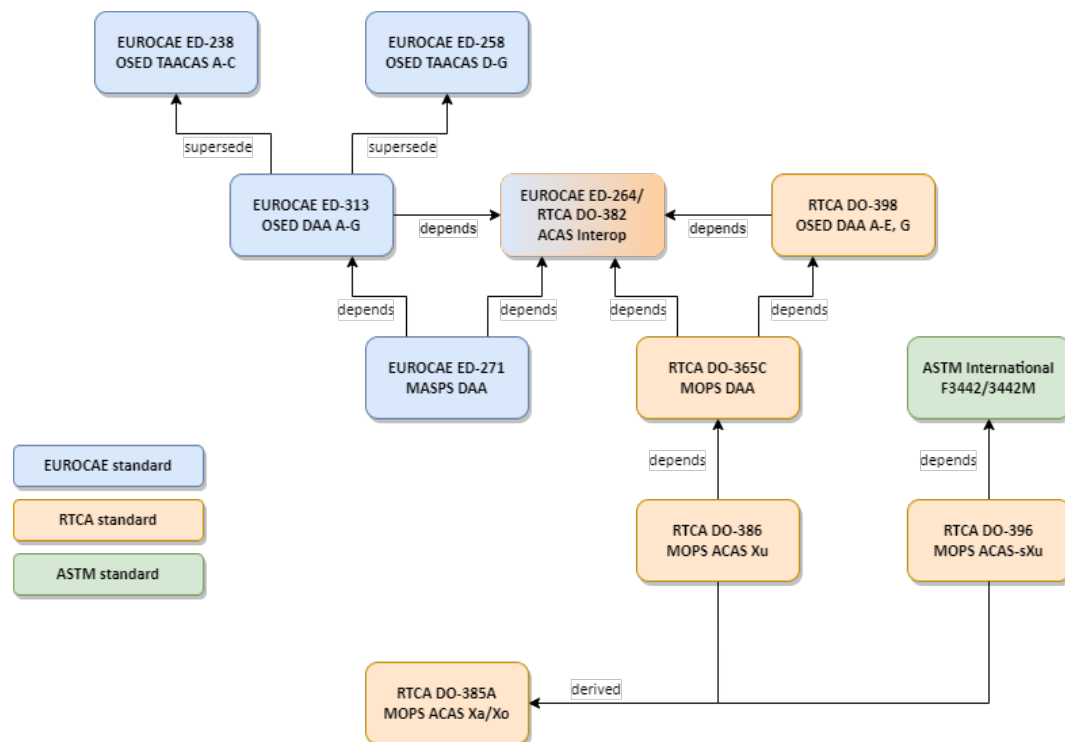 EUROCAE ED-238
OSED TAACAS A-C
EUROCAE ED-258
OSED TAACAS D-G
supersede
supersede
EUROCAE ED-313
OSED DAA A-G
depends
EUROCAE ED-264/
RTCA DO-382
ACAS Interop
depends
RTCA DO-398
OSED DAA A-E, G
depends
depends
depends
depends
EUROCAE ED-271
MASPS DAA
RTCA DO-365C
MOPS DAA
ASTM International
F3442/3442M
EUROCAE standard
depends
depends
RTCA standard
RTCA DO-386
MOPS ACAS Xu
RTCA DO-396
MOPS ACAS-sXu
ASTM standard
RTCA DO-385A
MOPS ACAS Xa/Xo
derived